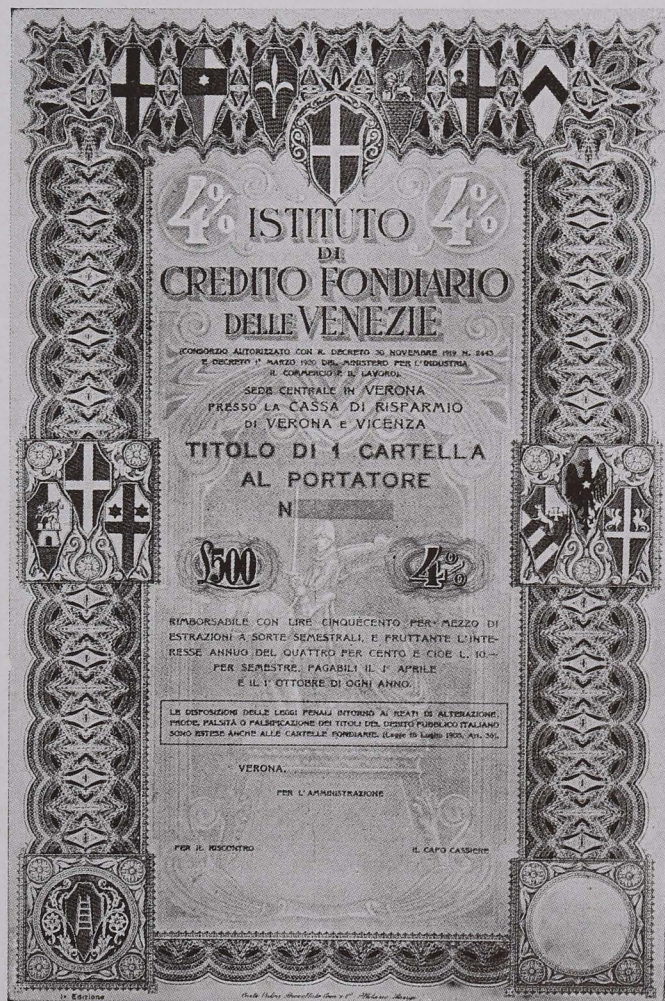 4% 4%
ISTITUTO
DI
CREDITO FONDIARIO
DELLE VENEZIE
(CONSORZIO AUTORIZZATO CON R. DECRETO 30 NOVEMBRE 1919 N. 2443
E DECRETO 1° MARZO 1920 DEL MINISTERO PER L'INDUSTRIA
IL COMMERCIO E IL LAVORO)
SEDE CENTRALE IN VERONA
PRESSO LA CASSA DI RISPARMIO
DI VERONA E VICENZA
TITOLO DI 1 CARTELLA
AL PORTATORE
N
£500 4%
RIMBORSABILE CON LIRE CINQUECENTO PER MEZZO DI
ESTRAZIONI A SORTE SEMESTRALI, E FRUTTANTE L'INTE-
RESSE ANNUO DEL QUATTRO PER CENTO E CIOE L. 10.—
PER SEMESTRE, PAGABILI IL 1° APRILE
E IL 1° OTTOBRE DI OGNI ANNO.
LE DISPOSIZIONI DELLE LEGGI PENALI INTORNO AI REATI DI ALTERAZIONE,
FRODE, FALSITÀ O FALSIFICAZIONE DEI TITOLI DEL DEBITO PUBBLICO ITALIANO
SONO ESTESE ANCHE ALLE CARTELLE FONDIARIE. (Legge 16 Luglio 1905, Art.
VERONA,
PER L'AMMINISTRAZIONE
PER IL RISCONTRO IL CAPO CASSIERE
1ª Edizione